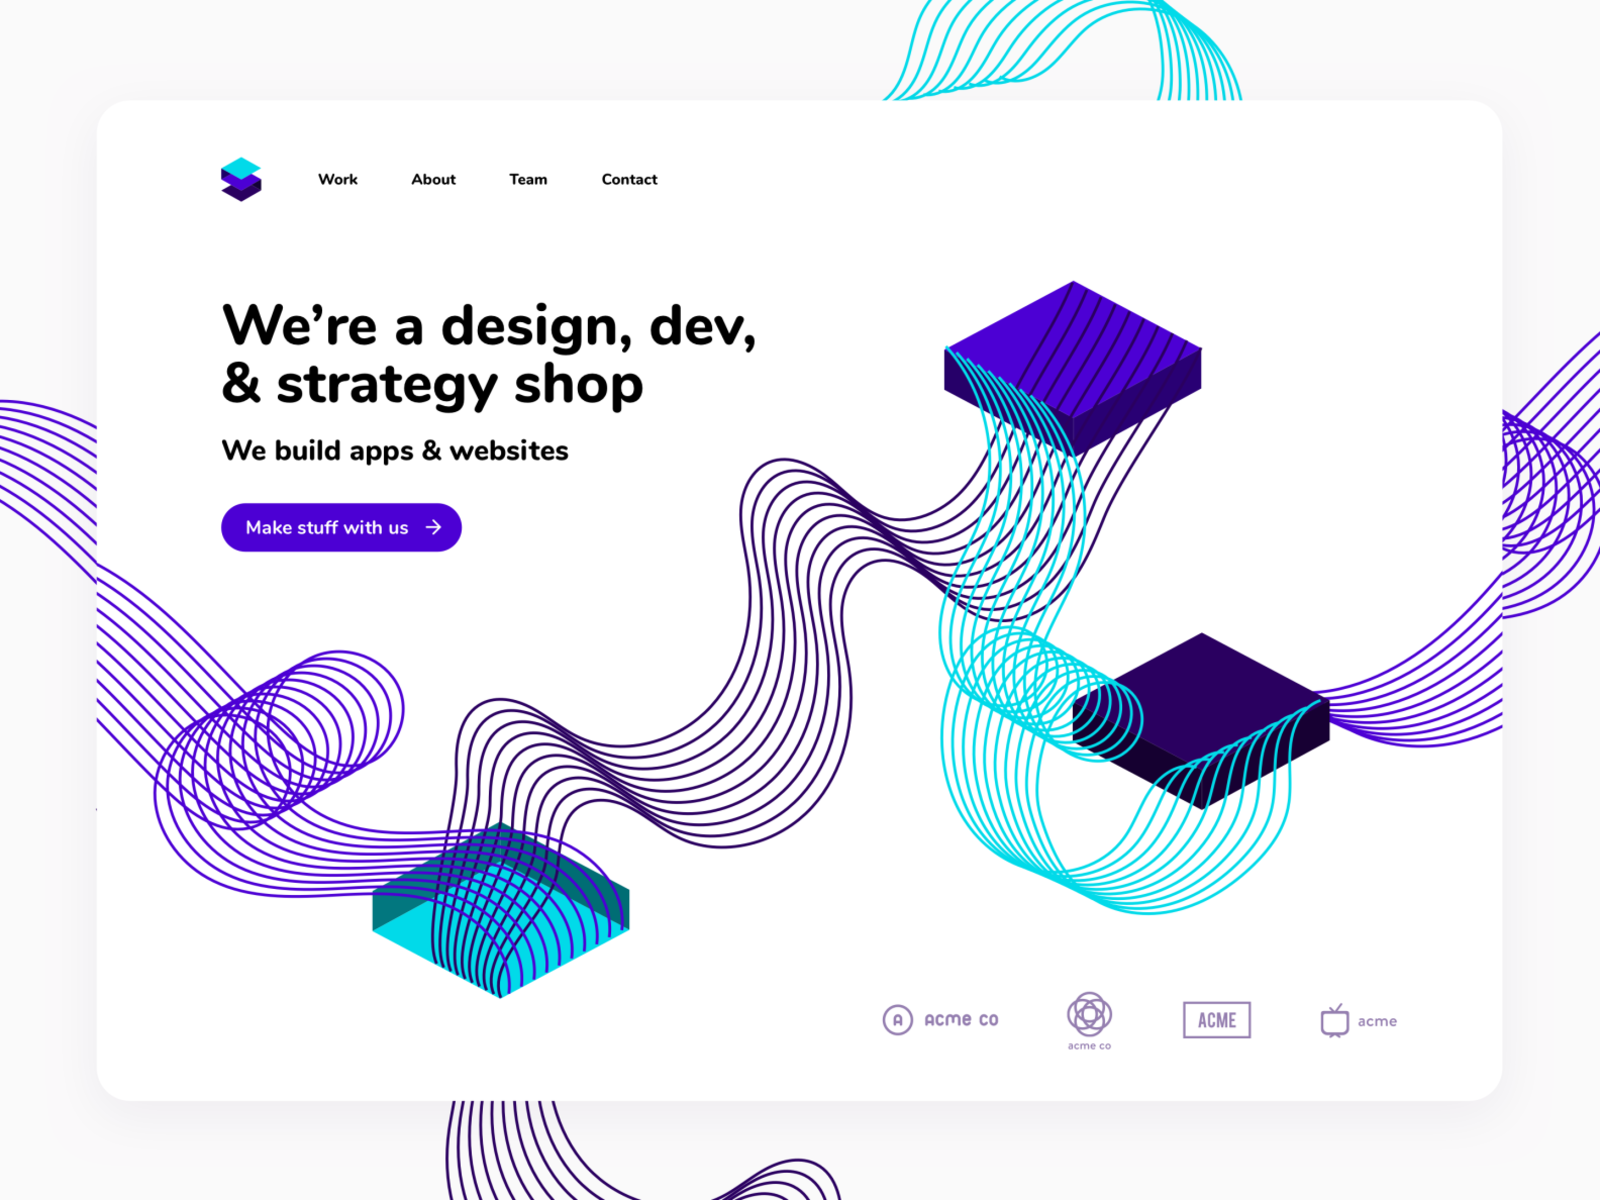 Work
About
Team
Contact
We’re a design, dev,
& strategy shop
We build apps & websites
Make stuff with us →
A
acme co
acme co
ACME
acme